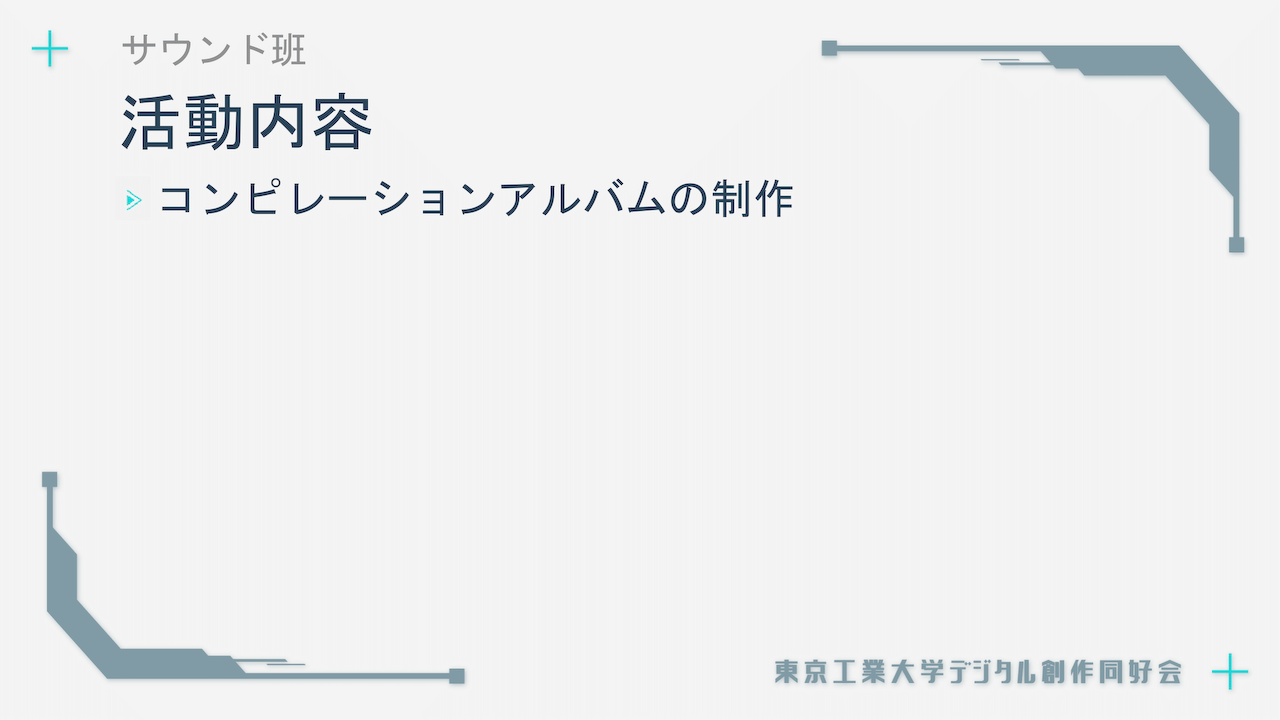 サウンド班
活動内容
コンピレーションアルバムの制作
東京工業大学デジタル創作同好会